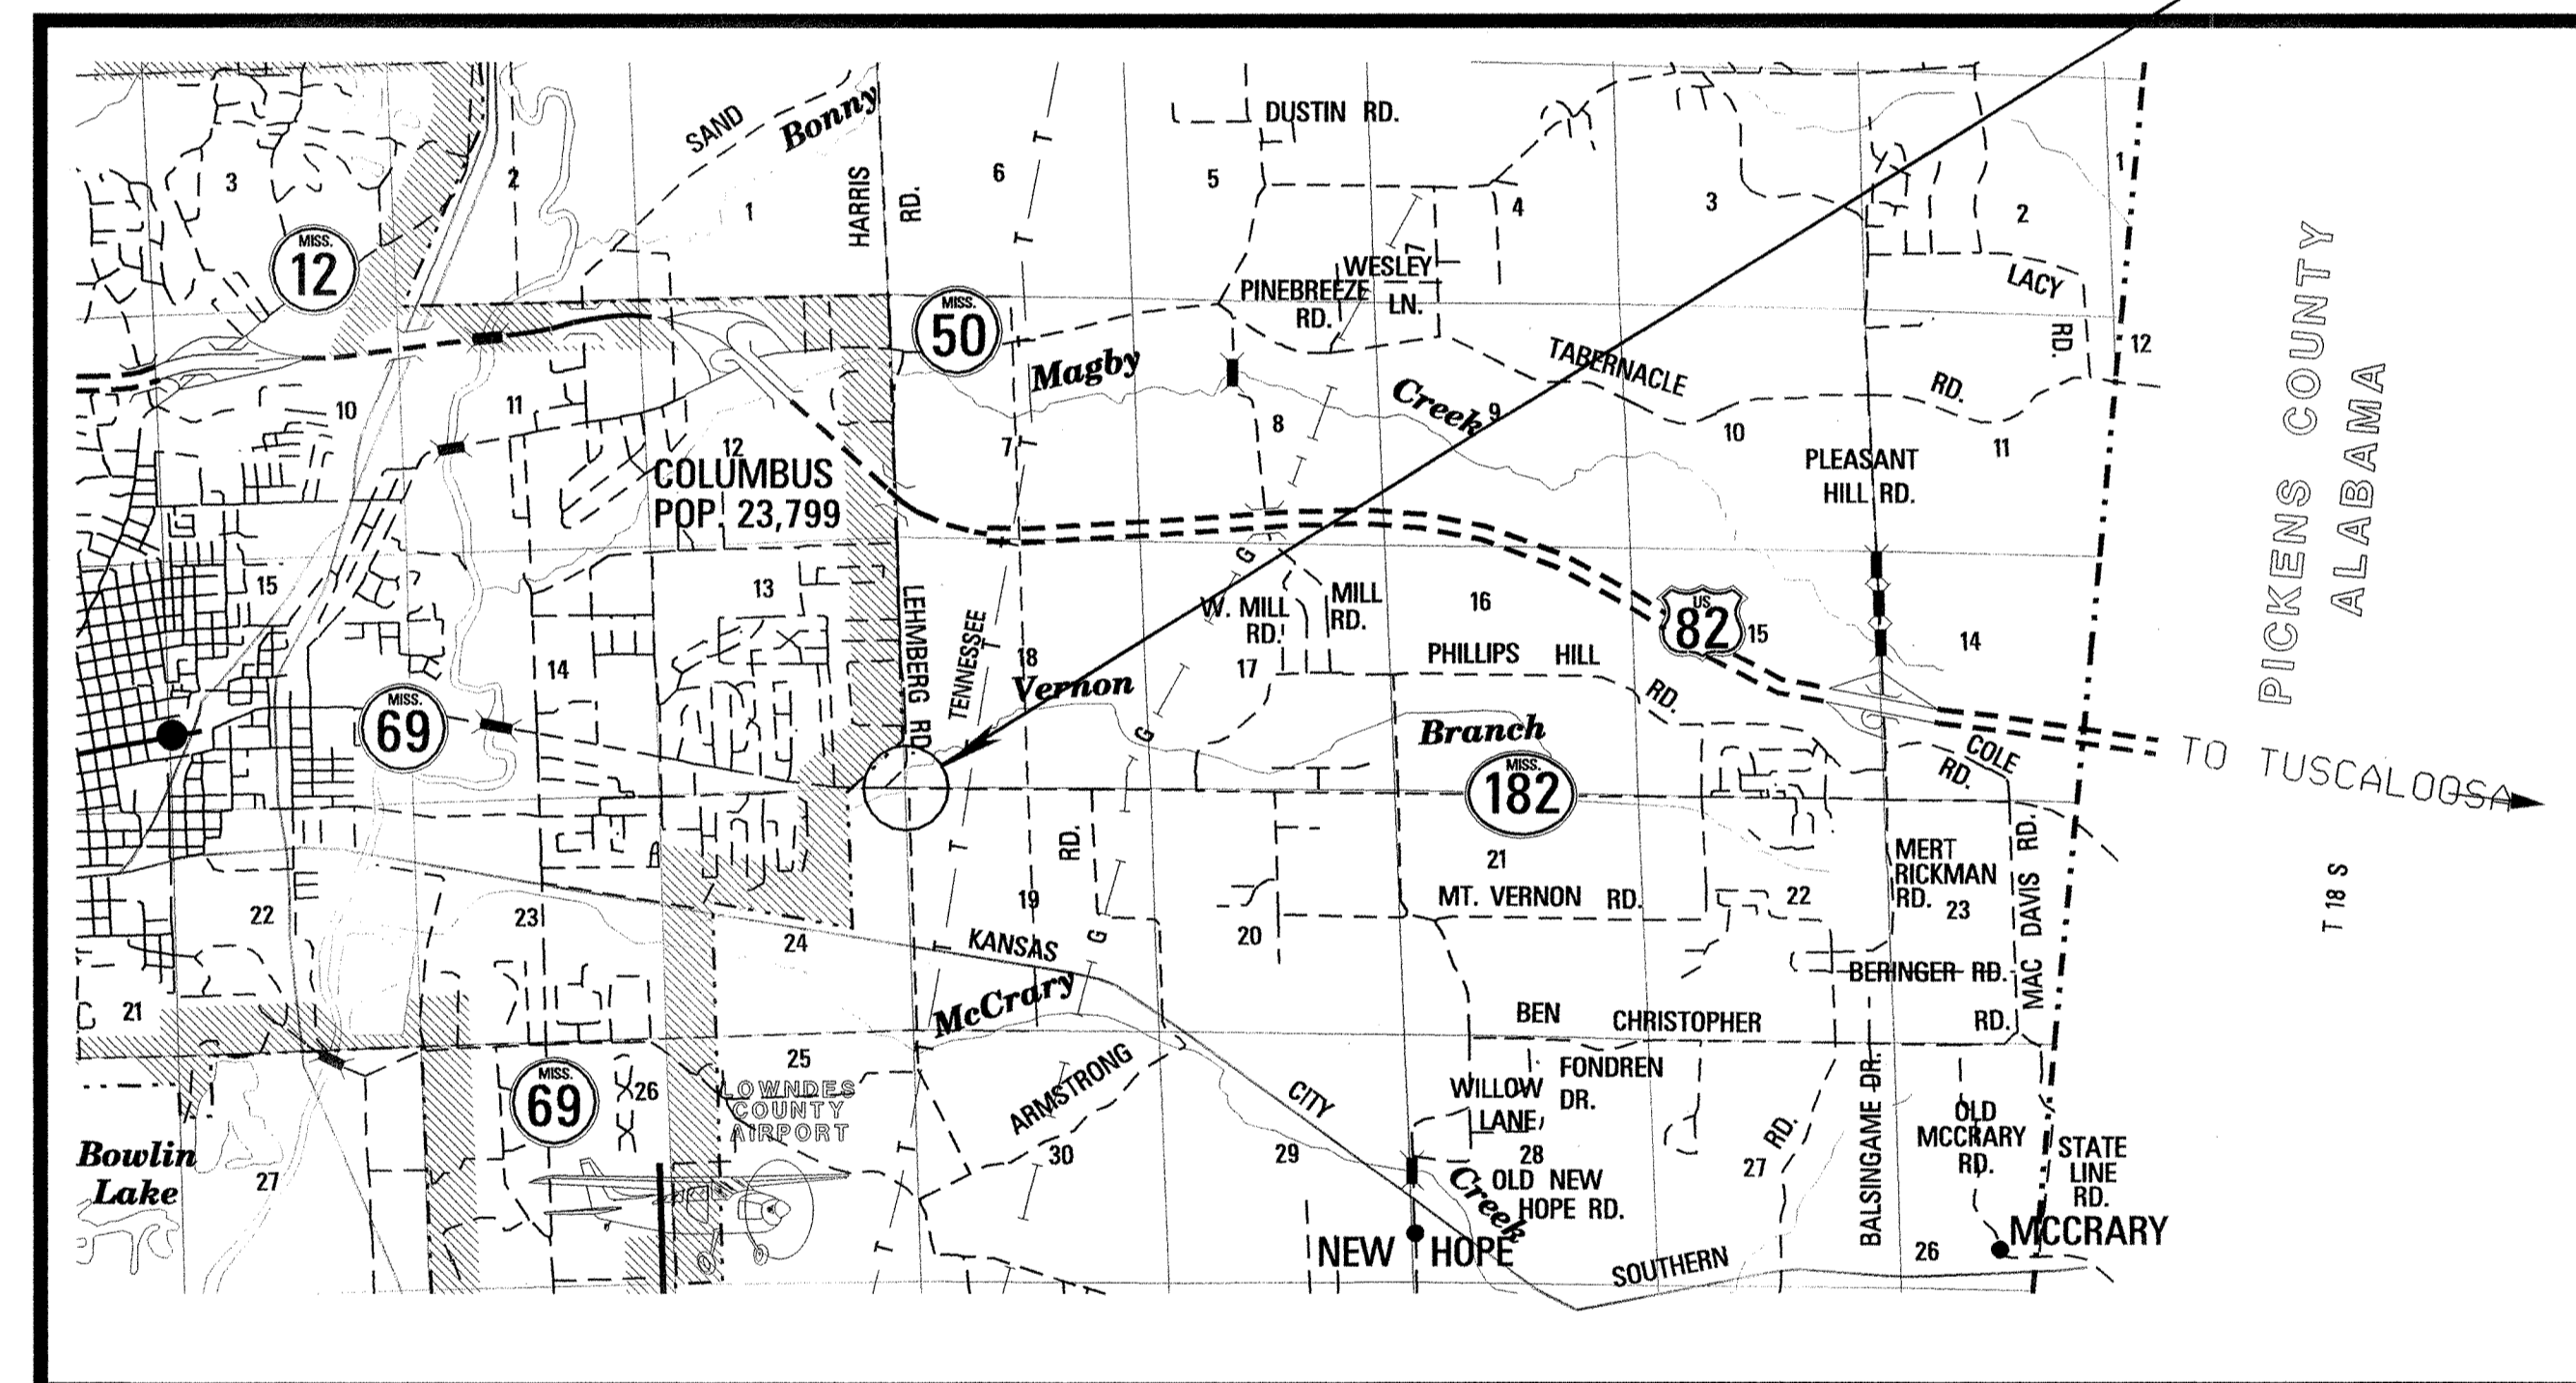 DUSTIN RD.
SAND
Bonny
HARRIS RD.
1
3
2
1
6
5
4
3
2
MISS.
12
MISS.
50
WESLEY
LN.
PINEBREEZE
RD.
LACY
RD.
12
Magby
Creek
TABERNACLE
RD.
10
11
12
7
8
9
10
11
COLUMBUS
POP. 23,799
PLEASANT
HILL RD.
PICKENS COUNTY
ALABAMA
15
14
13
LEHMBERG RD.
TENNESSEE
T
T
T
T
T
T
T
T
T
T
G
G
G
18
W. MILL
RD.
MILL
RD.
17
16
US
82
15
14
PHILLIPS HILL
RD.
Vernon
Branch
MISS.
69
MISS.
182
COLE
RD.
TO TUSCALOOSA
RD.
21
MERT
RICKMAN
RD.
23
MAC DAVIS RD.
T 18 S
22
23
24
19
20
MT. VERNON RD.
22
KANSAS
McCrary
BERINGER RD.
21
BEN CHRISTOPHER RD.
25
26
MISS.
69
LOWNDES
COUNTY
AIRPORT
ARMSTRONG
30
CITY
29
WILLOW
LANE
FONDREN
DR.
28
OLD NEW
HOPE RD.
Creek
RD.
27
BALSINGAME DR.
OLD
MCCRARY
RD.
STATE
LINE
RD.
Bowlin
Lake
27
NEW HOPE
SOUTHERN
26
MCCRARY